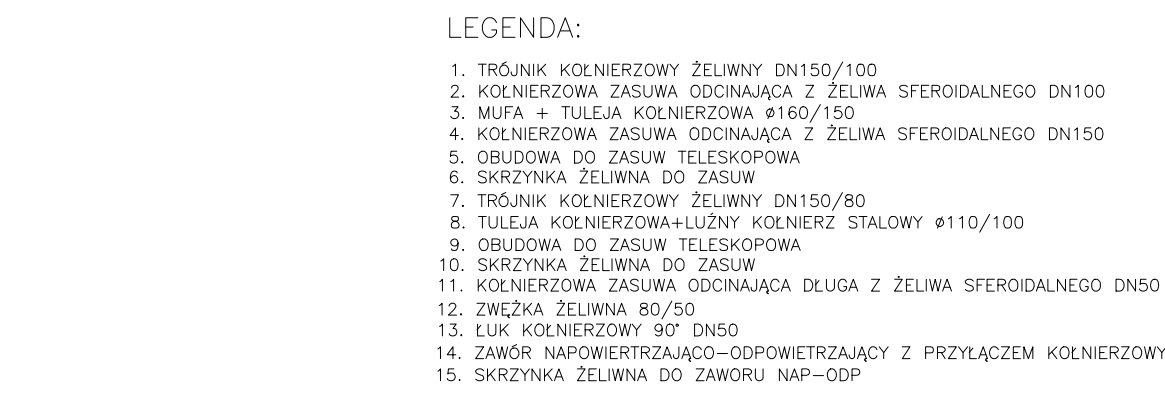 LEGENDA:
1. TRÓJNIK KOŁNIERZOWY ŻELIWNY DN150/100
2. KOŁNIERZOWA ZASUWA ODCINAJĄCA Z ŻELIWA SFEROIDALNEGO DN100
3. MUFA + TULEJA KOŁNIERZOWA ø160/150
4. KOŁNIERZOWA ZASUWA ODCINAJĄCA Z ŻELIWA SFEROIDALNEGO DN150
5. OBUDOWA DO ZASUW TELESKOPOWA
6. SKRZYNKA ŻELIWNA DO ZASUW
7. TRÓJNIK KOŁNIERZOWY ŻELIWNY DN150/80
8. TULEJA KOŁNIERZOWA+LUŹNY KOŁNIERZ STALOWY ø110/100
9. OBUDOWA DO ZASUW TELESKOPOWA
10. SKRZYNKA ŻELIWNA DO ZASUW
11. KOŁNIERZOWA ZASUWA ODCINAJĄCA DŁUGA Z ŻELIWA SFEROIDALNEGO DN50
12. ZWĘŻKA ŻELIWNA 80/50
13. ŁUK KOŁNIERZOWY 90° DN50
14. ZAWÓR NAPOWIERTRZAJĄCO–ODPOWIETRZAJĄCY Z PRZYŁĄCZEM KOŁNIERZOWY
15. SKRZYNKA ŻELIWNA DO ZAWORU NAP–ODP